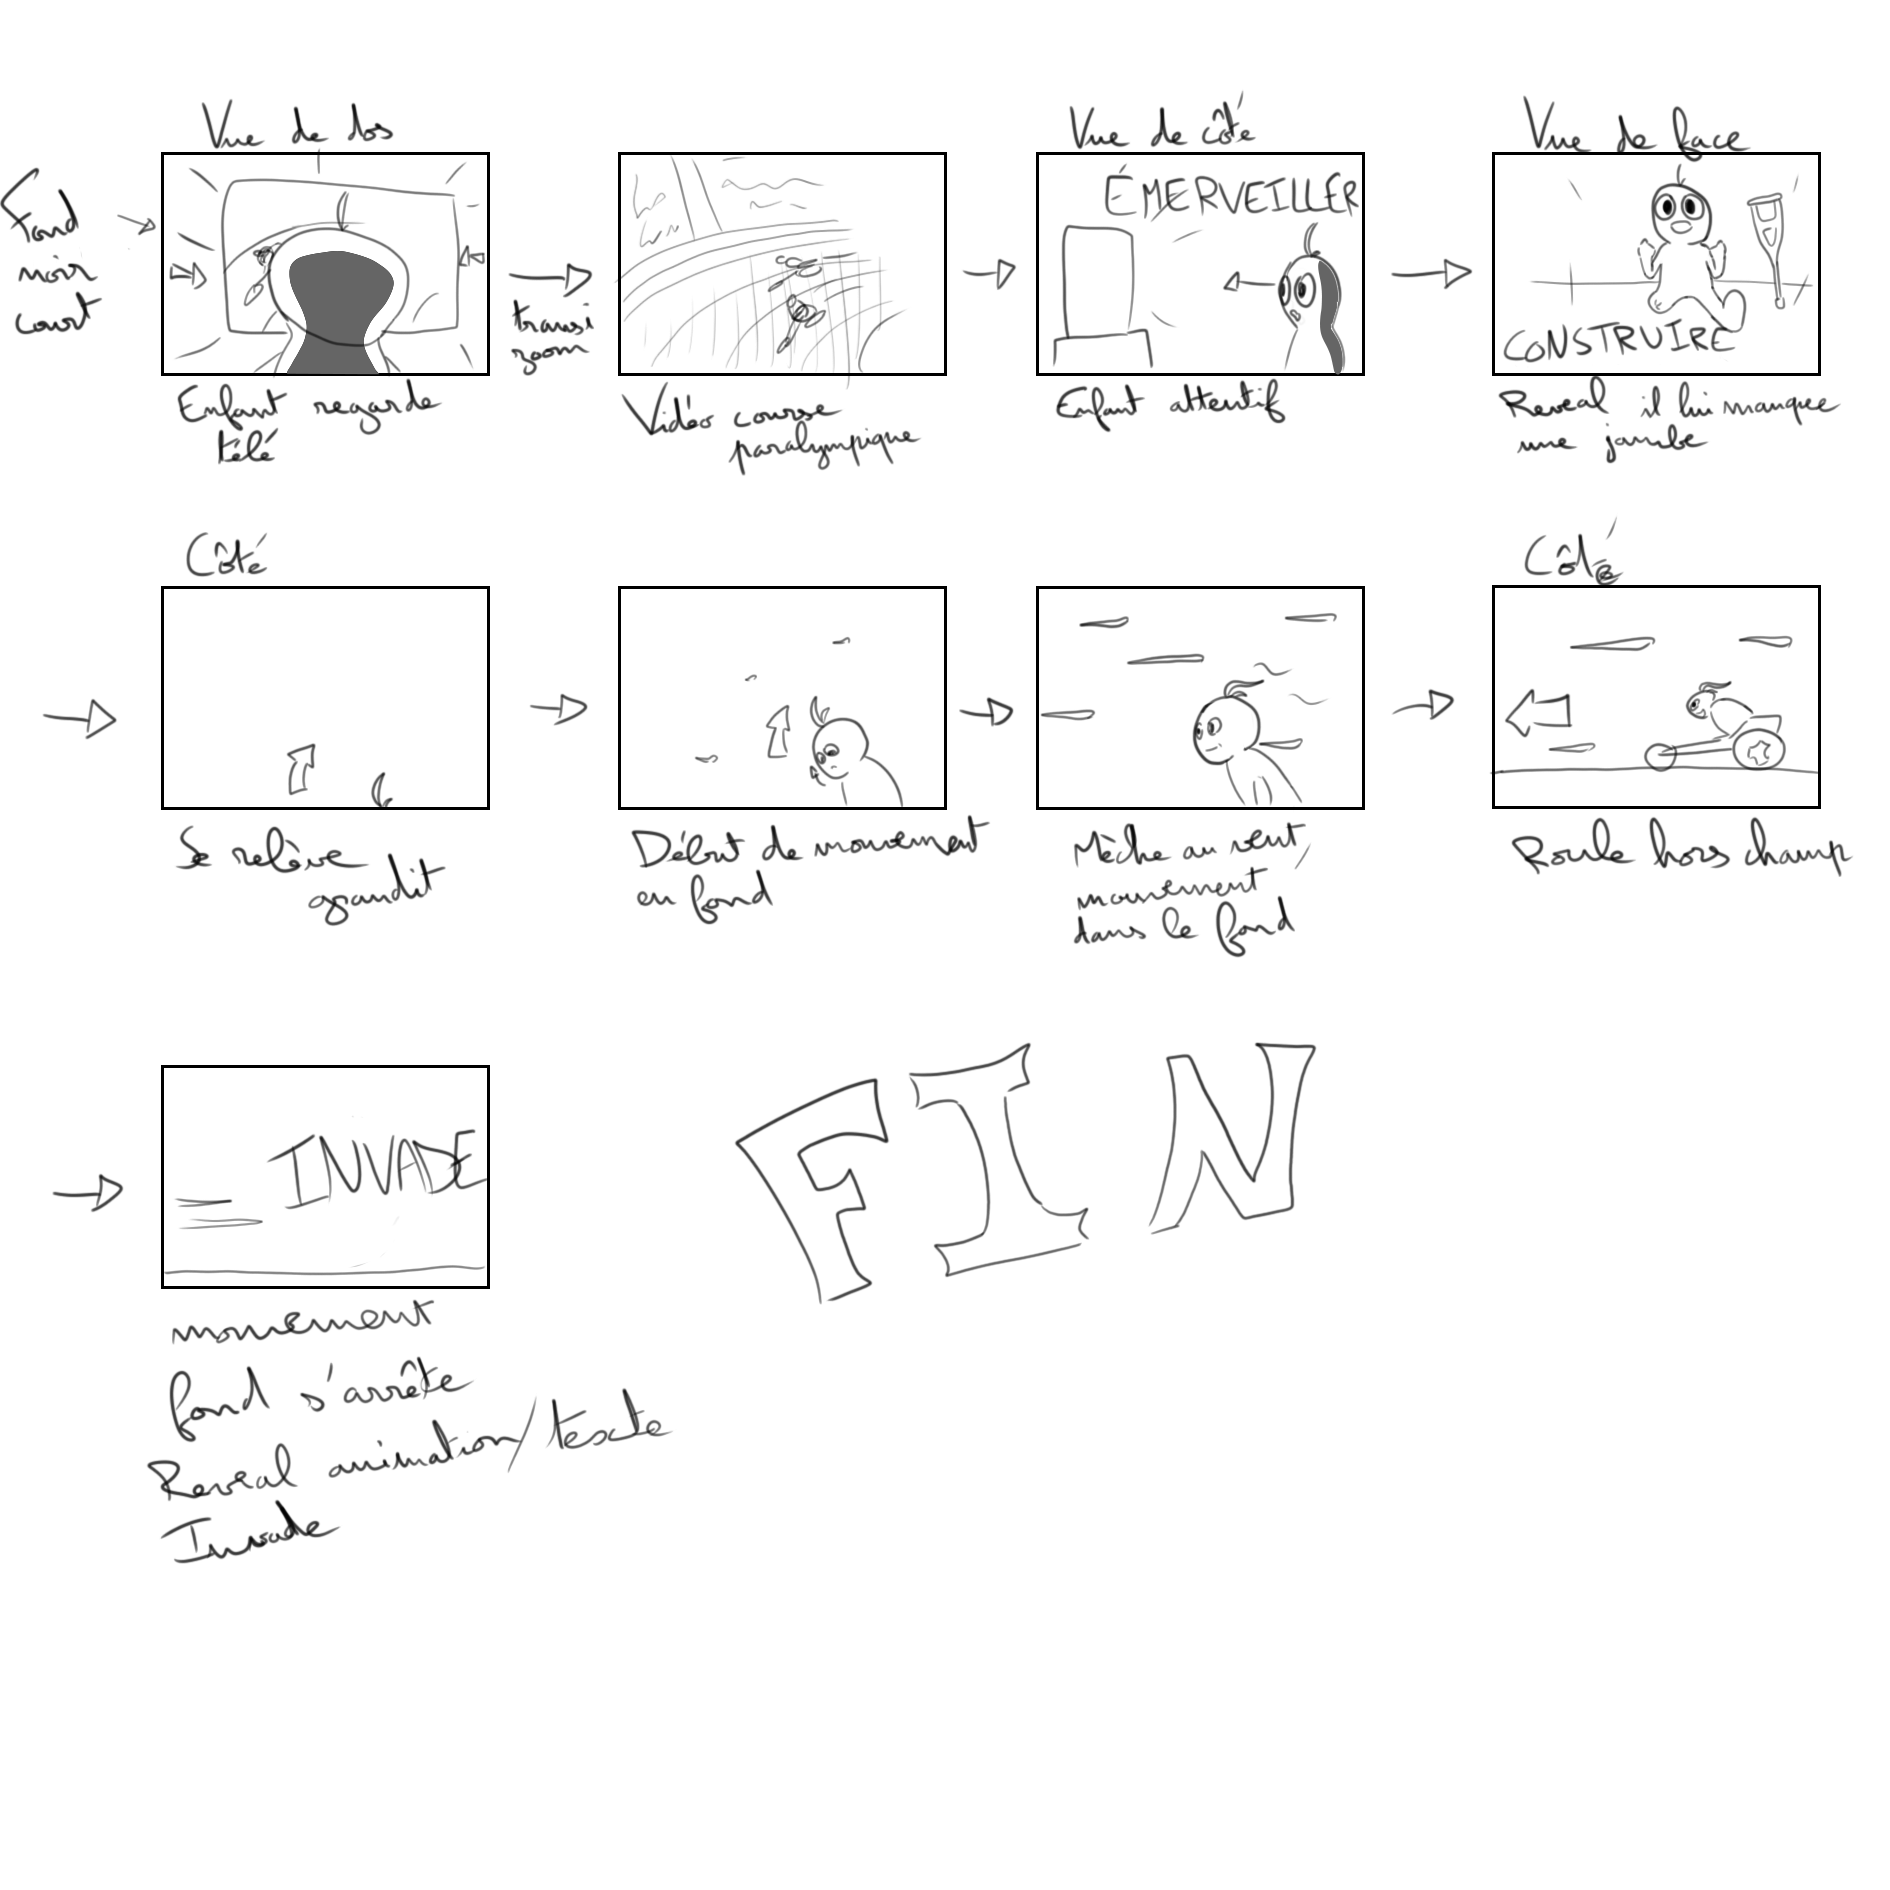 Vue de dos
Vue de côté
Vue de face
Fond
noir
court
transi
zoom
ÉMERVEILLER
CONSTRUIRE
Enfant regarde
télé
Vidéo course
paralympique
Enfant attentif
Reveal il lui manque
une jambe
Côté
Côté
Se relève
grandit
Début de mouvement
en fond
Mèche au vent,
mouvement
dans le fond
Roule hors champ
INVADE
FIN
mouvement
fond s'arrête
Reveal animation/texte
Invade